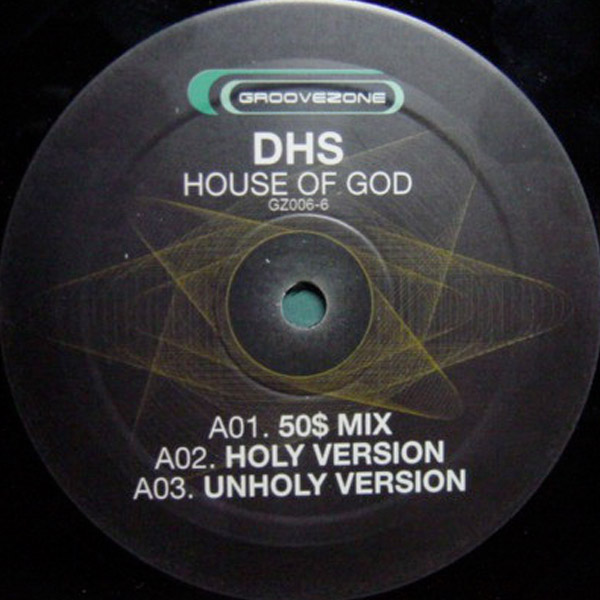 GROOVEZONE
DHS
HOUSE OF GOD
GZ006-6
A01. 50$ MIX
A02. HOLY VERSION
A03. UNHOLY VERSION